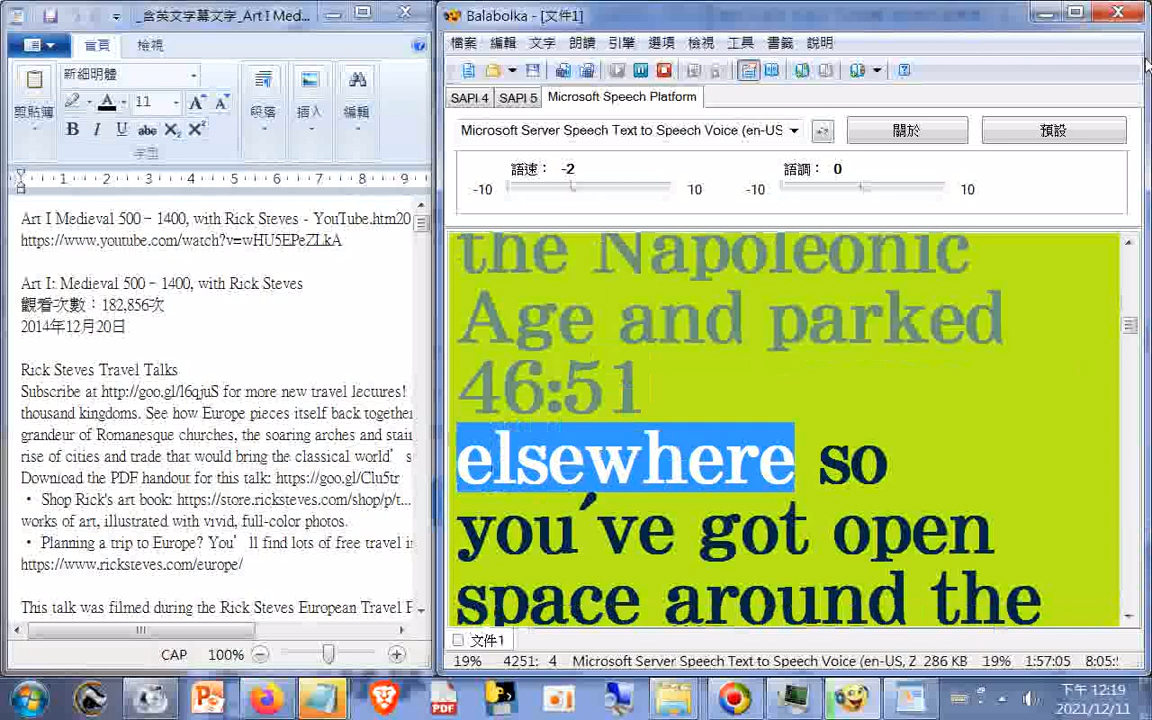 _含英文字幕文字_Art I Med...
首頁
檢視
新細明體
11
剪貼簿
段落
插入
編輯
B I U abc X₂ X²
字型
1 2 3 4 5 6 7 8 9
Art I Medieval 500 – 1400, with Rick Steves - YouTube.htm20
https://www.youtube.com/watch?v=wHU5EPeZLkA
Art I: Medieval 500 – 1400, with Rick Steves
觀看次數：182,856次
2014年12月20日
Rick Steves Travel Talks
Subscribe at http://goo.gl/l6qjuS for more new travel lectures!
thousand kingdoms. See how Europe pieces itself back together
grandeur of Romanesque churches, the soaring arches and stain
rise of cities and trade that would bring the classical world's
Download the PDF handout for this talk: https://goo.gl/Clu5tr
• Shop Rick's art book: https://store.ricksteves.com/shop/p/t...
works of art, illustrated with vivid, full-color photos.
• Planning a trip to Europe? You'll find lots of free travel i
https://www.ricksteves.com/europe/
This talk was filmed during the Rick Steves European Travel F
CAP 100%
Balabolka - [文件1]
檔案 編輯 文字 朗讀 引擎 選項 檢視 工具 書籤 說明
SAPI 4 SAPI 5 Microsoft Speech Platform
Microsoft Server Speech Text to Speech Voice (en-US
關於
預設
語速： -2
語調： 0
-10 10 -10 10
the Napoleonic
Age and parked
46:51
elsewhere so
you've got open
space around the
文件1
19% 4251: 4 Microsoft Server Speech Text to Speech Voice (en-US, Z 286 KB 19% 1:57:05 8:05:
PDF
下午 12:19
2021/12/11